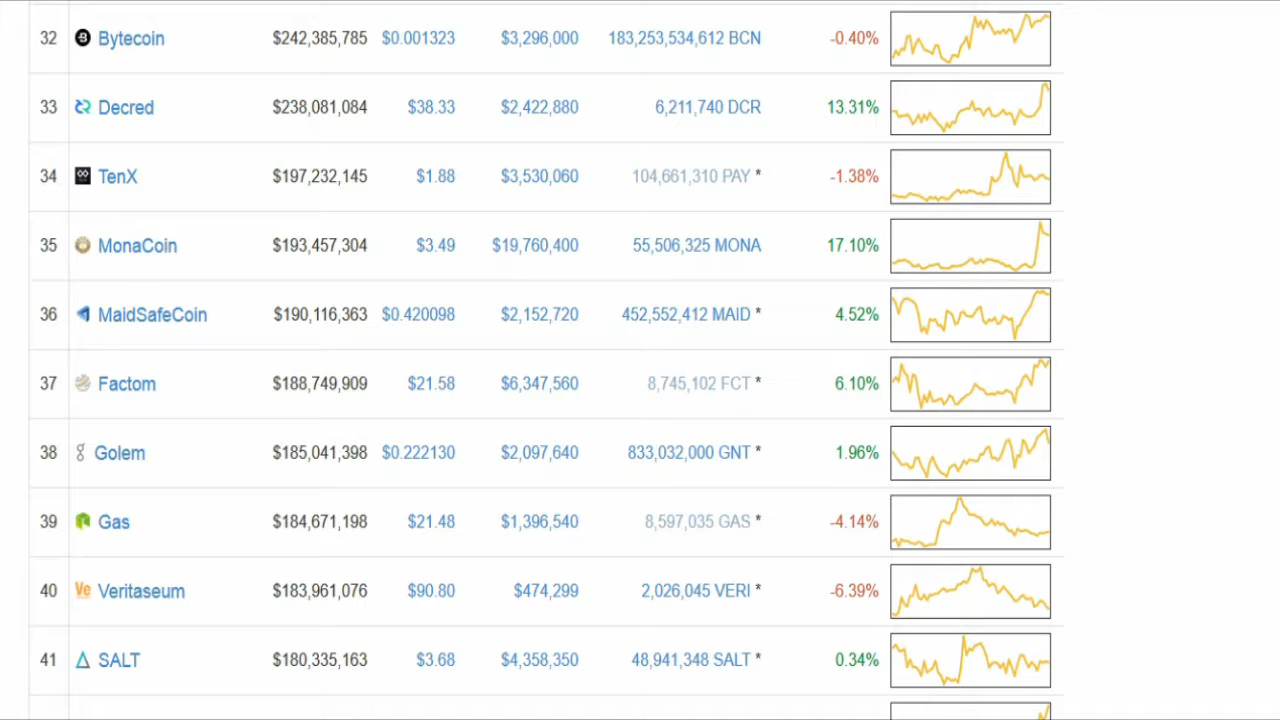 32 Bytecoin $242,385,785 $0.001323 $3,296,000 183,253,534,612 BCN -0.40%
33 Decred $238,081,084 $38.33 $2,422,880 6,211,740 DCR 13.31%
34 TenX $197,232,145 $1.88 $3,530,060 104,661,310 PAY * -1.38%
35 MonaCoin $193,457,304 $3.49 $19,760,400 55,506,325 MONA 17.10%
36 MaidSafeCoin $190,116,363 $0.420098 $2,152,720 452,552,412 MAID * 4.52%
37 Factom $188,749,909 $21.58 $6,347,560 8,745,102 FCT * 6.10%
38 Golem $185,041,398 $0.222130 $2,097,640 833,032,000 GNT * 1.96%
39 Gas $184,671,198 $21.48 $1,396,540 8,597,035 GAS * -4.14%
40 Ve Veritaseum $183,961,076 $90.80 $474,299 2,026,045 VERI * -6.39%
41 SALT $180,335,163 $3.68 $4,358,350 48,941,348 SALT * 0.34%